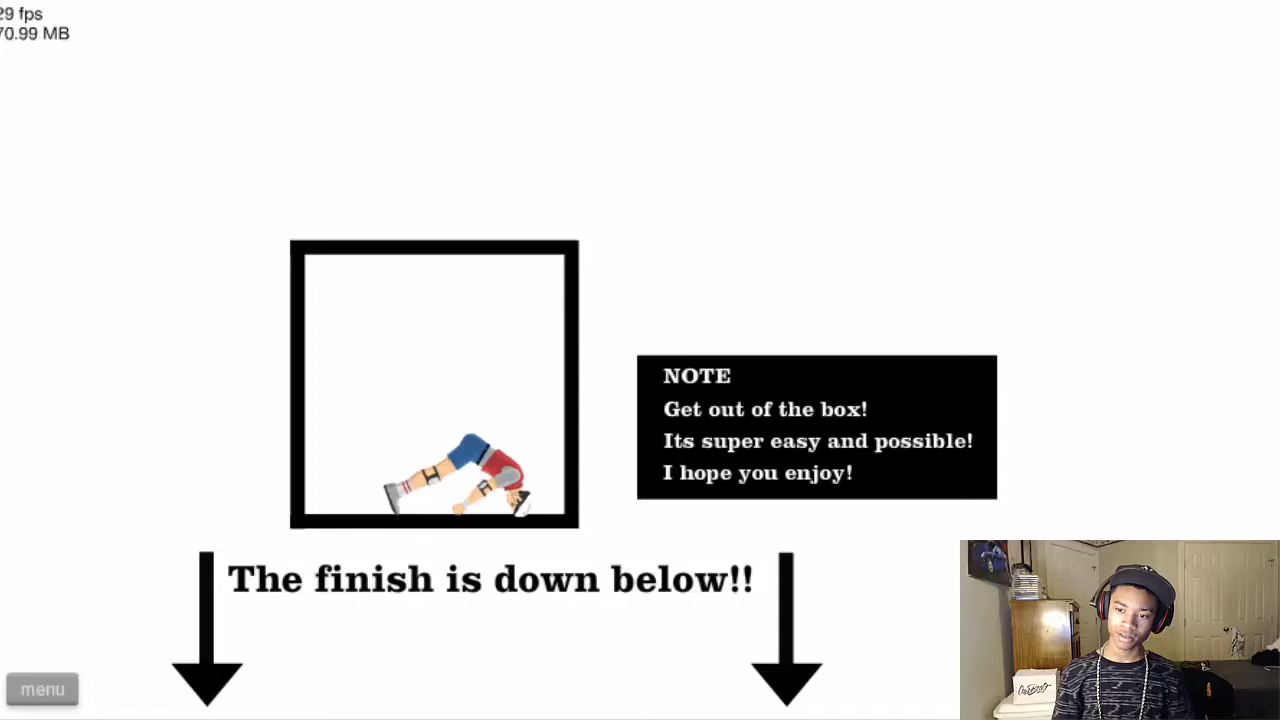 29 fps
70.99 MB
NOTE
Get out of the box!
Its super easy and possible!
I hope you enjoy!
The finish is down below!!
menu